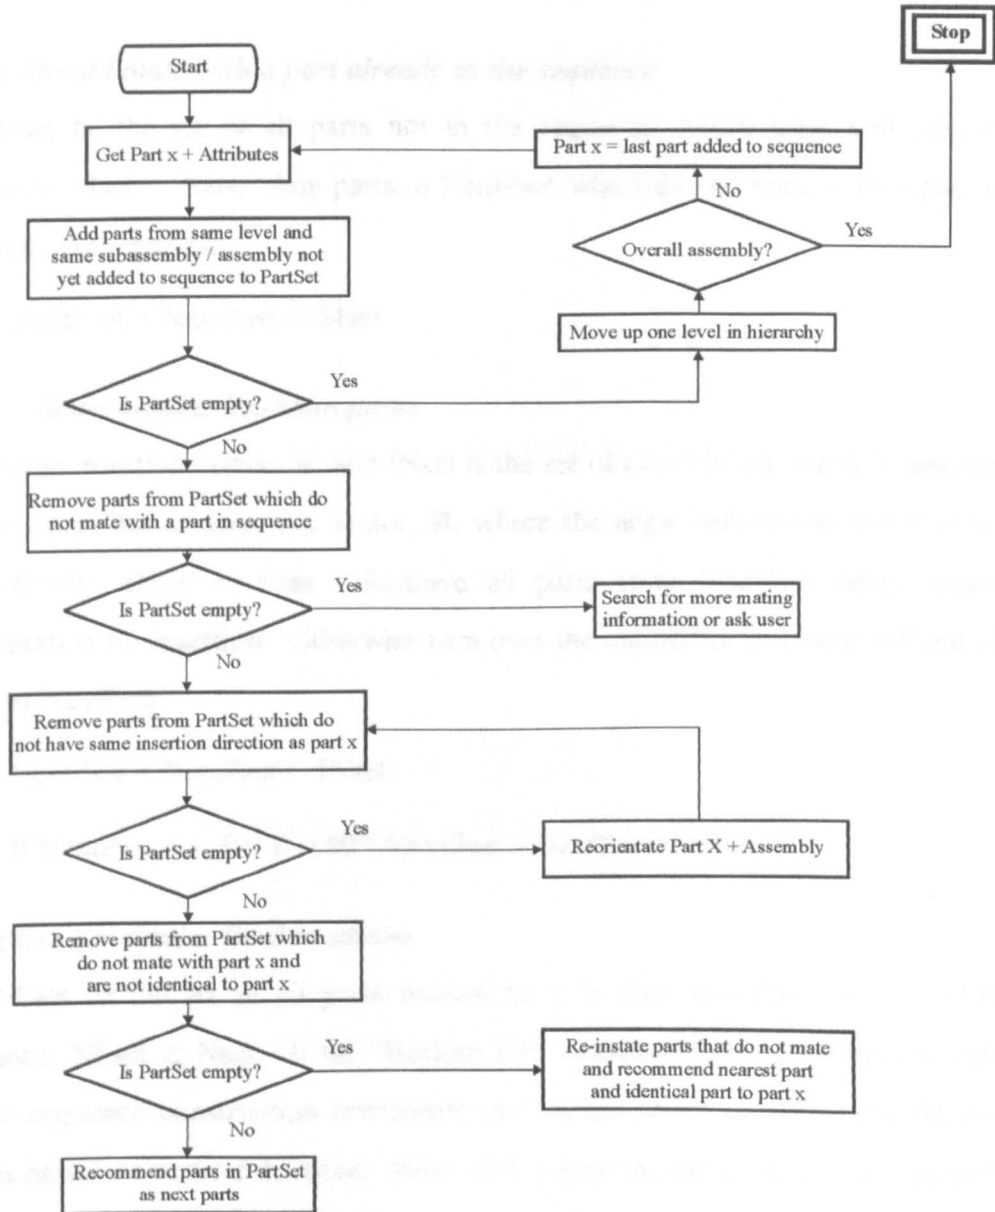 Stop
Start
Get Part x + Attributes
Part x = last part added to sequence
No
Add parts from same level and
same subassembly / assembly not
yet added to sequence to PartSet
Overall assembly?
Yes
Move up one level in hierarchy
Yes
Is PartSet empty?
No
Remove parts from PartSet which do
not mate with a part in sequence
Yes
Is PartSet empty?
Search for more mating
information or ask user
No
Remove parts from PartSet which do
not have same insertion direction as part x
Yes
Is PartSet empty?
Reorientate Part X + Assembly
No
Remove parts from PartSet which
do not mate with part x and
are not identical to part x
Yes
Is PartSet empty?
Re-instate parts that do not mate
and recommend nearest part
and identical part to part x
No
Recommend parts in PartSet
as next parts